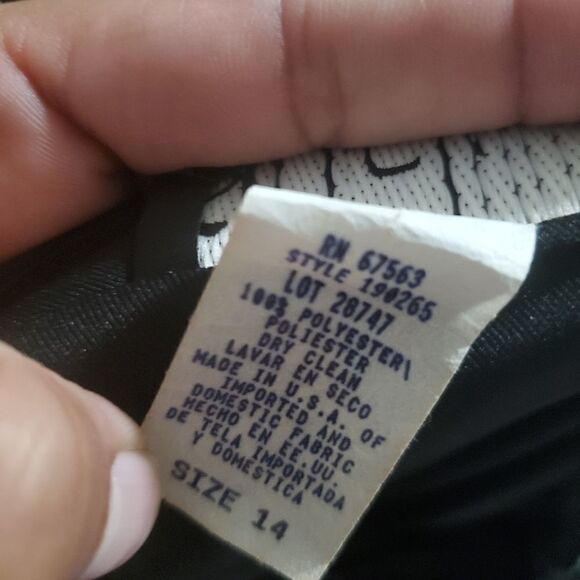 RN 67563
STYLE 190265
LOT 28747
100% POLYESTER\
POLIESTER
DRY CLEAN
LAVAR EN SECO
MADE IN U.S.A. OF
IMPORTED AND
DOMESTIC FABRIC
HECHO EN EE.UU.
DE TELA IMPORTADA
Y DOMESTICA
SIZE 14